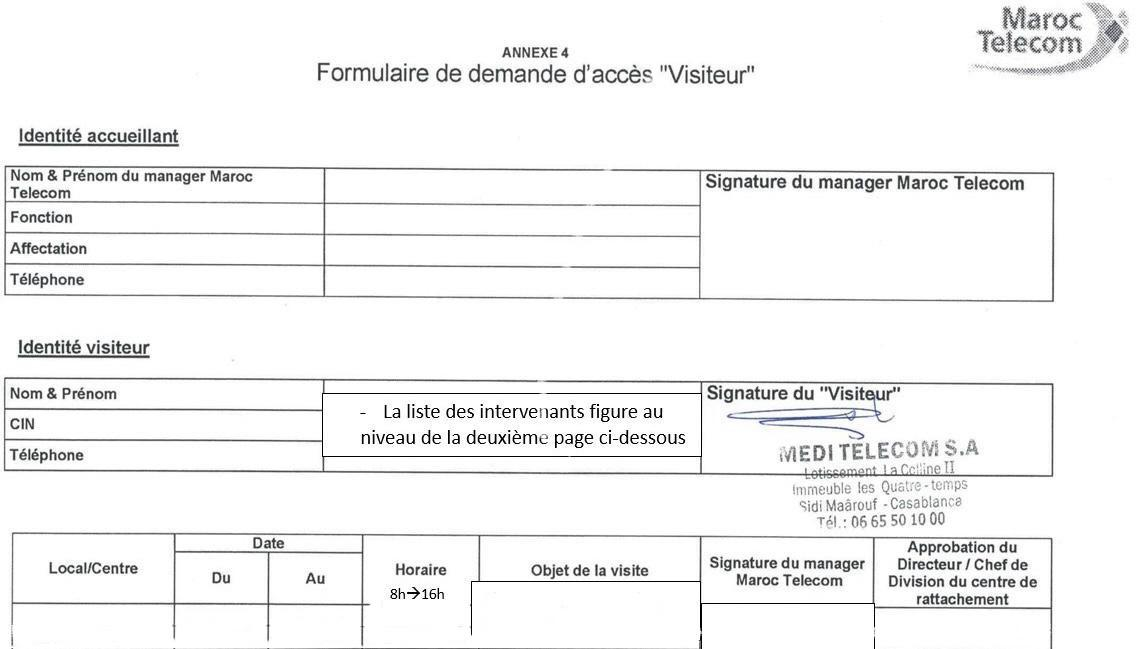 Maroc
Telecom
ANNEXE 4
Formulaire de demande d'accès "Visiteur"
Identité accueillant
Nom & Prénom du manager Maroc
Telecom
Signature du manager Maroc Telecom
Fonction
Affectation
Téléphone
Identité visiteur
Nom & Prénom
Signature du "Visiteur"
CIN
- La liste des intervenants figure au
niveau de la deuxième page ci-dessous
Téléphone
MEDI TELECOM S.A
Lotissement La Colline II
Immeuble les Quatre-temps
Sidi Maârouf - Casablanca
Tél.: 06 65 50 10 00
Local/Centre
Date
Du
Au
Horaire
8h→16h
Objet de la visite
Signature du manager
Maroc Telecom
Approbation du
Directeur / Chef de
Division du centre de
rattachement